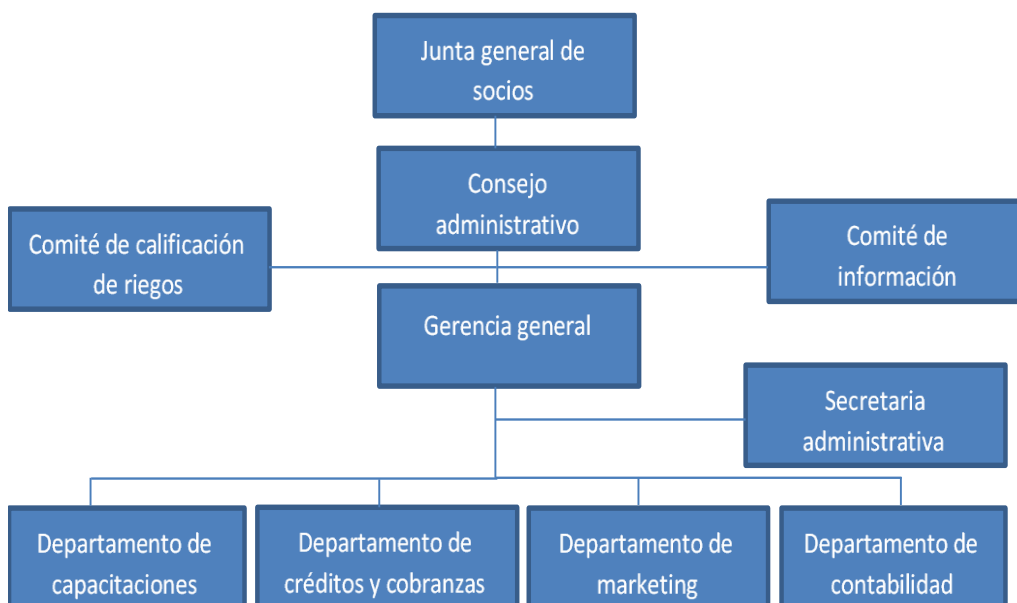 Junta general de
socios
Consejo
administrativo
Comité de calificación
de riegos
Comité de
información
Gerencia general
Secretaria
administrativa
Departamento de
capacitaciones
Departamento de
créditos y cobranzas
Departamento de
marketing
Departamento de
contabilidad